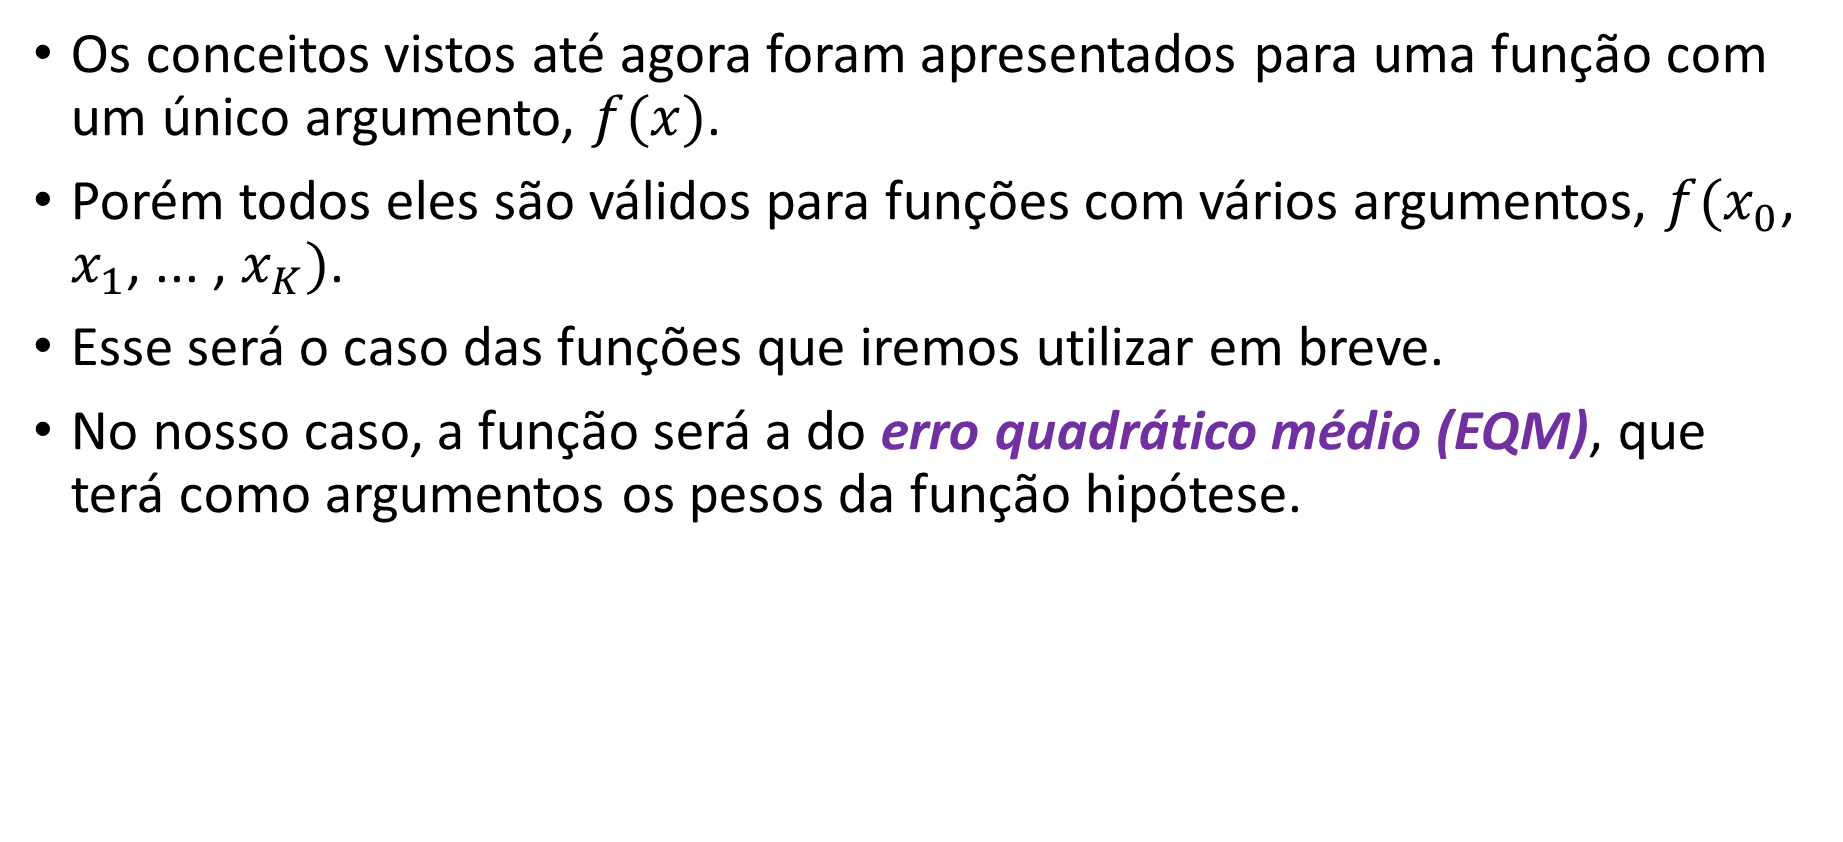 • Os conceitos vistos até agora foram apresentados para uma função com
um único argumento, f(x).
• Porém todos eles são válidos para funções com vários argumentos, f(x₀,
x₁, … , x_K).
• Esse será o caso das funções que iremos utilizar em breve.
• No nosso caso, a função será a do erro quadrático médio (EQM), que
terá como argumentos os pesos da função hipótese.